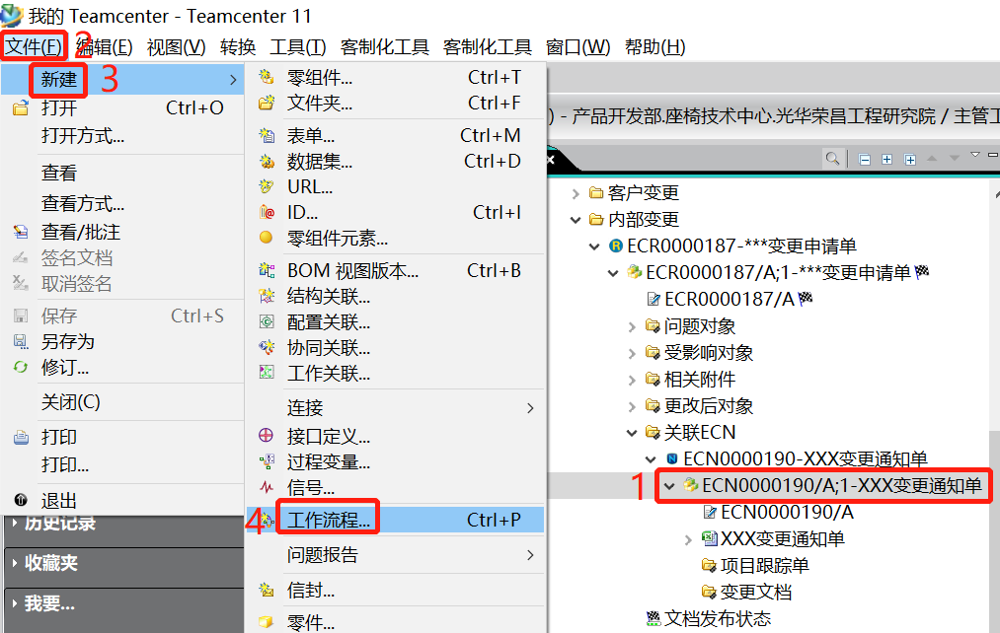 我的 Teamcenter - Teamcenter 11
文件(F) 编辑(E) 视图(V) 转换 工具(T) 客制化工具 客制化工具 窗口(W) 帮助(H)
2
新建
3
打开 Ctrl+O
打开方式...
查看
查看方式...
查看/批注
签名文档
取消签名
保存 Ctrl+S
另存为
修订...
关闭(C)
打印
打印...
退出
历史记录
收藏夹
我要...
零组件... Ctrl+T
文件夹... Ctrl+F
表单... Ctrl+M
数据集... Ctrl+D
URL...
ID... Ctrl+I
零组件元素...
BOM 视图版本... Ctrl+B
结构关联...
配置关联...
协同关联...
工作关联...
连接
接口定义...
过程变量...
信号...
4
工作流程... Ctrl+P
问题报告
信封...
零件...
) - 产品开发部.座椅技术中心.光华荣昌工程研究院 / 主管工
客户变更
内部变更
ECR0000187-***变更申请单
ECR0000187/A;1-***变更申请单
ECR0000187/A
问题对象
受影响对象
相关附件
更改后对象
关联ECN
ECN0000190-XXX变更通知单
1
ECN0000190/A;1-XXX变更通知单
ECN0000190/A
XXX变更通知单
项目跟踪单
变更文档
文档发布状态